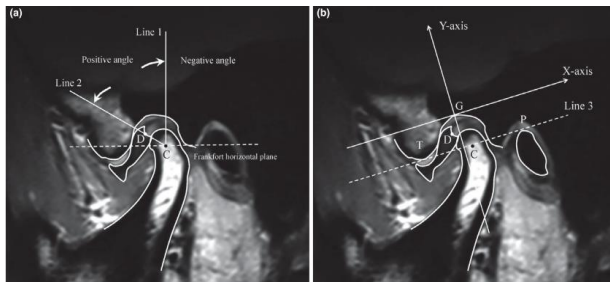 (a)
Line 1
Positive angle
Negative angle
Line 2
D
C
Frankfort horizontal plane
(b)
Y-axis
X-axis
Line 3
G
P
T
D
C